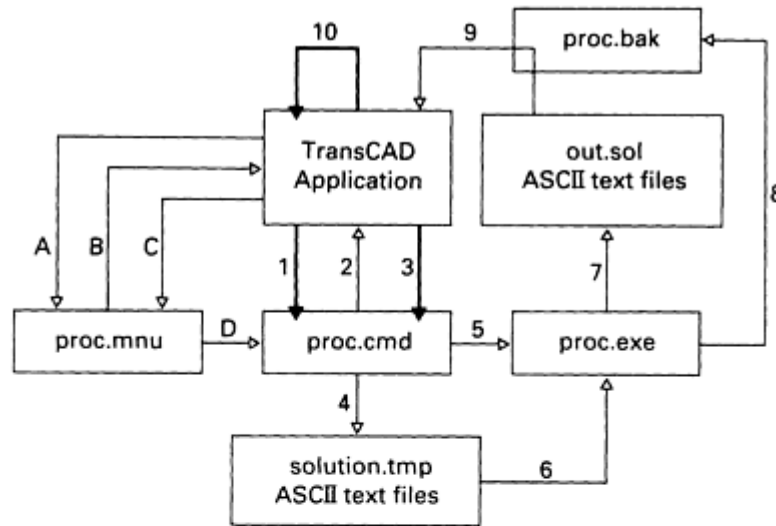 10
9
proc.bak
TransCAD
Application
out.sol
ASCII text files
8
A
B
C
1
2
3
7
proc.mnu
D
proc.cmd
5
proc.exe
4
solution.tmp
ASCII text files
6